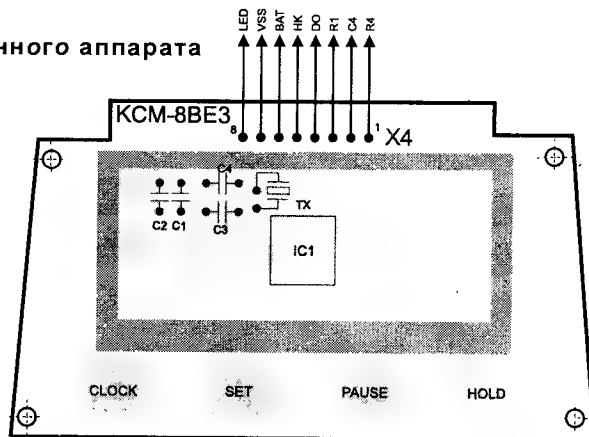 LED VSS BAT HK DO R1 C4 R4
нного аппарата
KCM-8BE3
8 1 X4
C4
TX
C2 C1 C3
IC1
CLOCK SET PAUSE HOLD